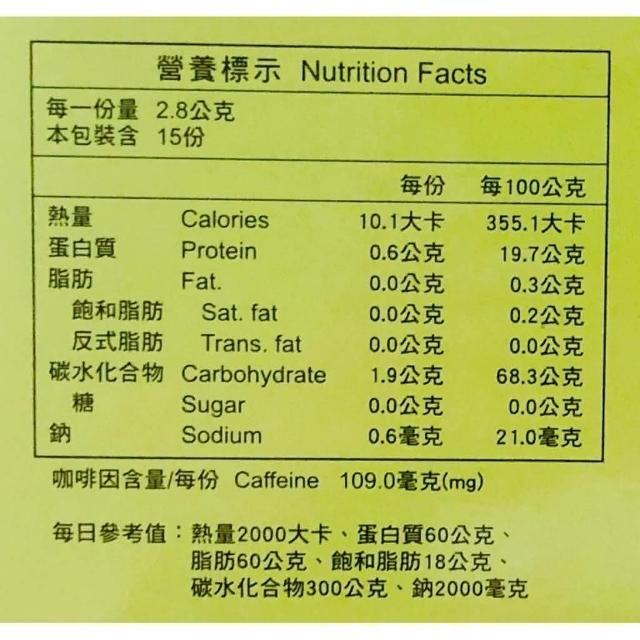 營養標示 Nutrition Facts
每一份量 2.8公克
本包裝含 15份
每份 每100公克
熱量 Calories 10.1大卡 355.1大卡
蛋白質 Protein 0.6公克 19.7公克
脂肪 Fat. 0.0公克 0.3公克
飽和脂肪 Sat. fat 0.0公克 0.2公克
反式脂肪 Trans. fat 0.0公克 0.0公克
碳水化合物 Carbohydrate 1.9公克 68.3公克
糖 Sugar 0.0公克 0.0公克
鈉 Sodium 0.6毫克 21.0毫克
咖啡因含量/每份 Caffeine 109.0毫克(mg)
每日參考值：熱量2000大卡、蛋白質60公克、
脂肪60公克、飽和脂肪18公克、
碳水化合物300公克、鈉2000毫克